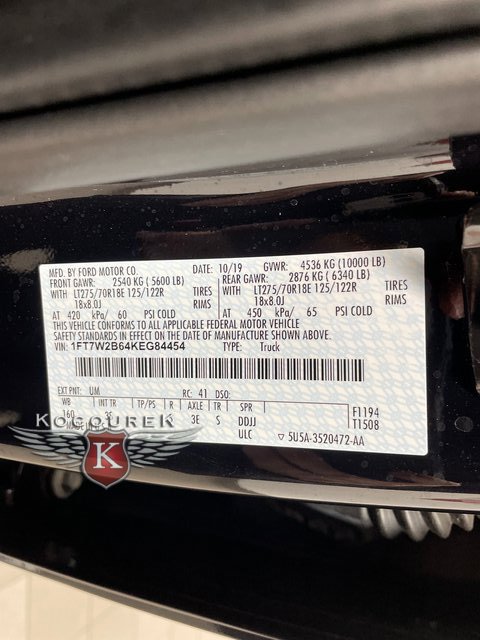 MFD. BY FORD MOTOR CO. DATE: 10/19 GVWR: 4536 KG (10000 LB)
FRONT GAWR: 2540 KG (5600 LB) REAR GAWR: 2876 KG (6340 LB)
WITH LT275/70R18E 125/122R TIRES WITH LT275/70R18E 125/122R TIRES
18x8.0J RIMS 18x8.0J RIMS
AT 420 kPa/ 60 PSI COLD AT 450 kPa/ 65 PSI COLD
THIS VEHICLE CONFORMS TO ALL APPLICABLE FEDERAL MOTOR VEHICLE
SAFETY STANDARDS IN EFFECT ON THE DATE OF MANUFACTURE SHOWN ABOVE.
VIN: 1FT7W2B64KEG84454 TYPE: Truck
EXT PNT: UM RC: 41 DSO:
WB INT TP/PS R AXLE TR SPR F1194
160 3E S DDJJ T1508
ULC 5U5A-3520472-AA
KOCOUREK
K